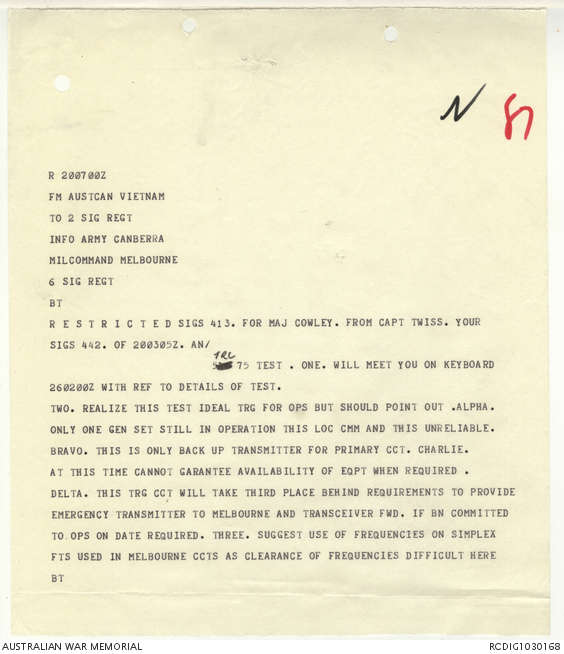 N 87
R 200700Z
FM AUSTCAN VIETNAM
TO 2 SIG REGT
INFO ARMY CANBERRA
MILCOMMAND MELBOURNE
6 SIG REGT
BT
R E S T R I C T E D SIGS 413. FOR MAJ COWLEY. FROM CAPT TWISS. YOUR
SIGS 442. OF 200305Z. AN/
TRC
75 TEST . ONE. WILL MEET YOU ON KEYBOARD
260200Z WITH REF TO DETAILS OF TEST.
TWO. REALIZE THIS TEST IDEAL TRG FOR OPS BUT SHOULD POINT OUT .ALPHA.
ONLY ONE GEN SET STILL IN OPERATION THIS LOC CMM AND THIS UNRELIABLE.
BRAVO. THIS IS ONLY BACK UP TRANSMITTER FOR PRIMARY CCT. CHARLIE.
AT THIS TIME CANNOT GARANTEE AVAILABILITY OF EQPT WHEN REQUIRED .
DELTA. THIS TRG CCT WILL TAKE THIRD PLACE BEHIND REQUIREMENTS TO PROVIDE
EMERGENCY TRANSMITTER TO MELBOURNE AND TRANSCEIVER FWD. IF BN COMMITTED
TO OPS ON DATE REQUIRED. THREE. SUGGEST USE OF FREQUENCIES ON SIMPLEX
FTS USED IN MELBOURNE CCTS AS CLEARANCE OF FREQUENCIES DIFFICULT HERE
BT
AUSTRALIAN WAR MEMORIAL
RCDIG1030168